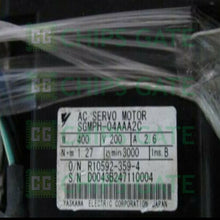 AC SERVO MOTOR
SGMPH-04AAA2C
W 400 V 200 A 2.6
N-m 1.27 min 3000 Ins. B
O/N R10592-359-4
S/N D0043B247110004
YASKAWA ELECTRIC CORPORATION JAPAN